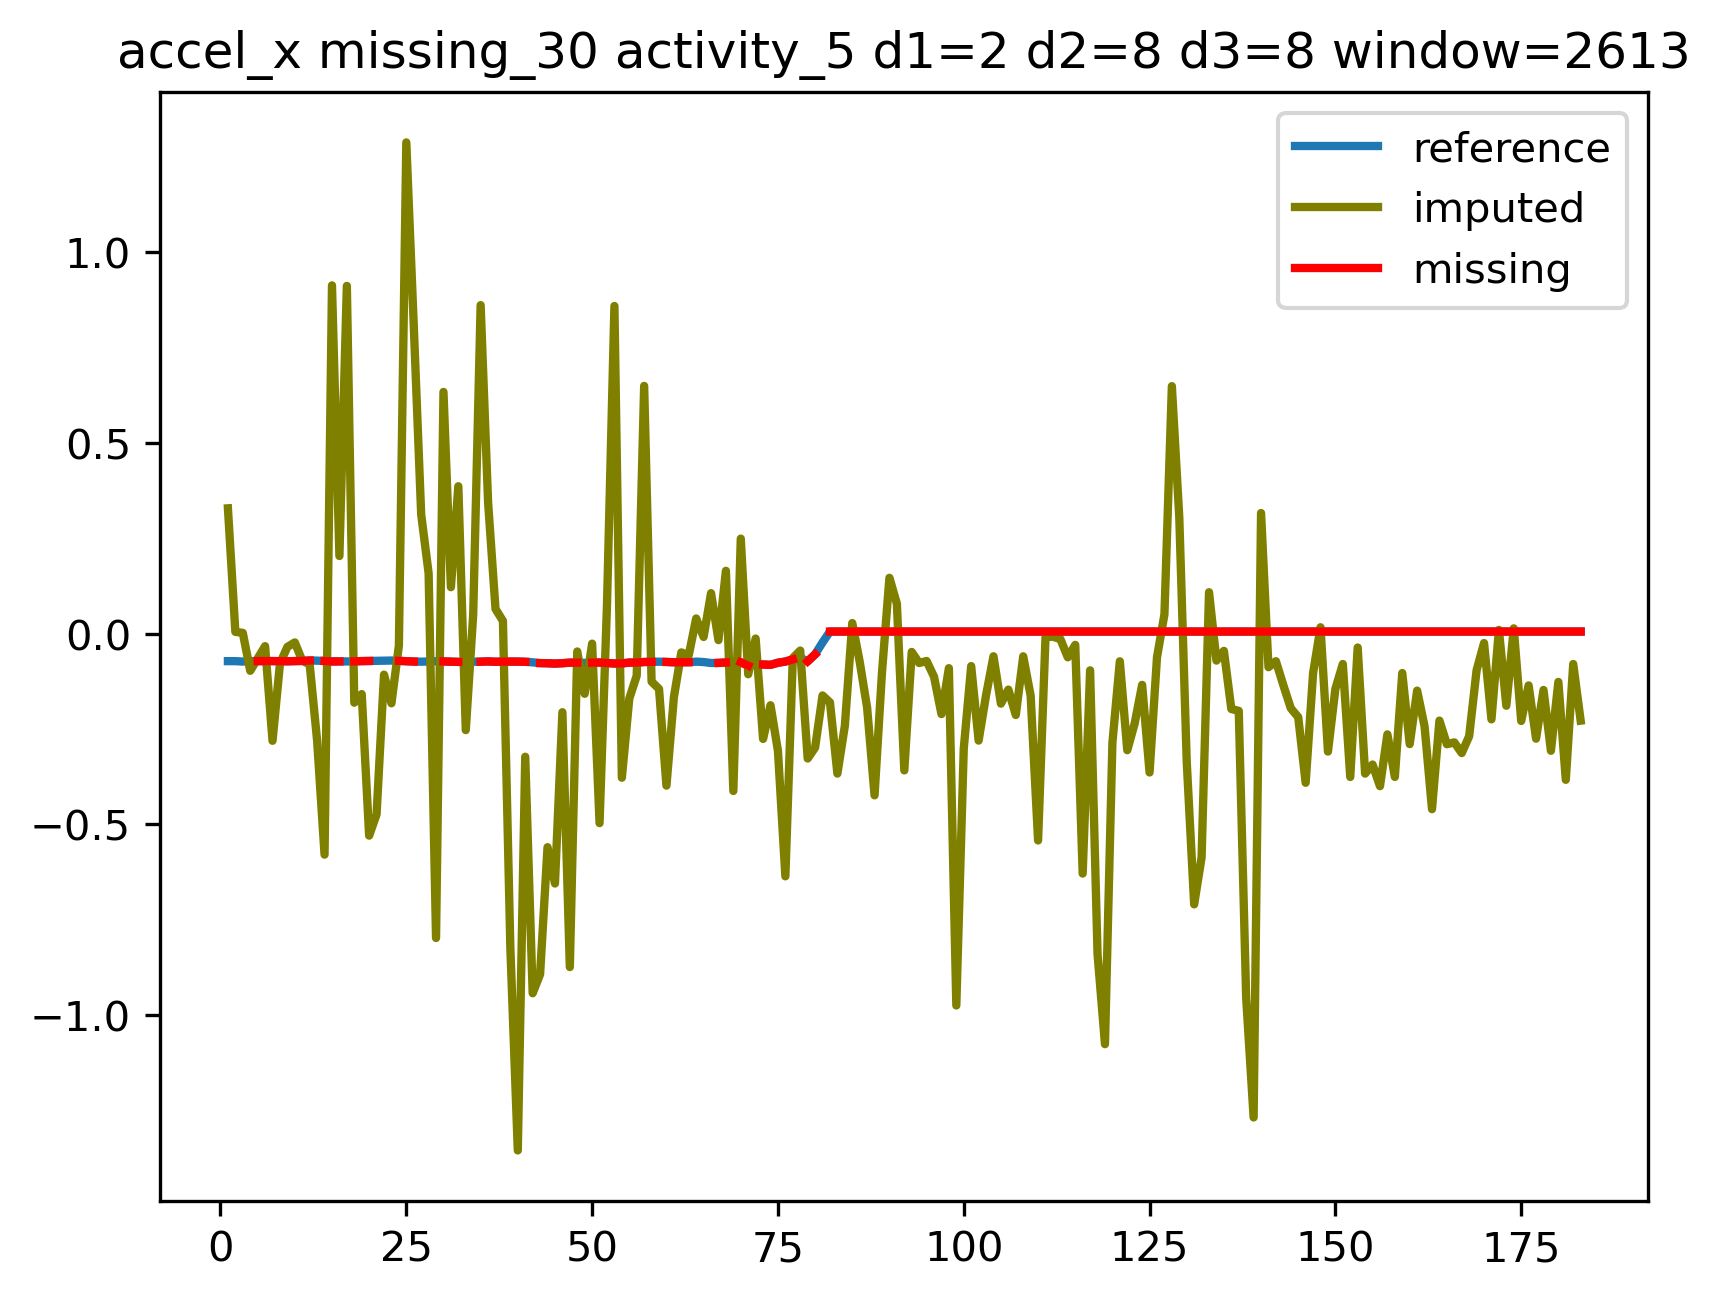 accel_x missing_30 activity_5 d1=2 d2=8 d3=8 window=2613
reference
imputed
missing
1.0
0.5
0.0
−0.5
−1.0
0 25 50 75 100 125 150 175